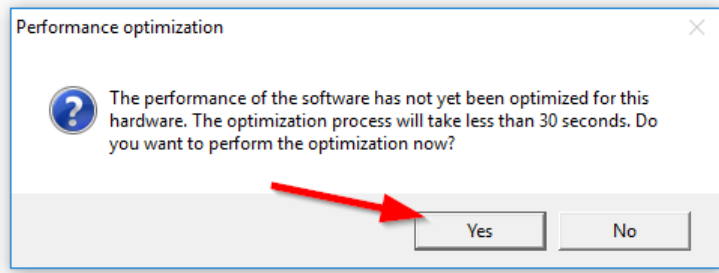 Performance optimization
The performance of the software has not yet been optimized for this
hardware. The optimization process will take less than 30 seconds. Do
you want to perform the optimization now?
Yes
No